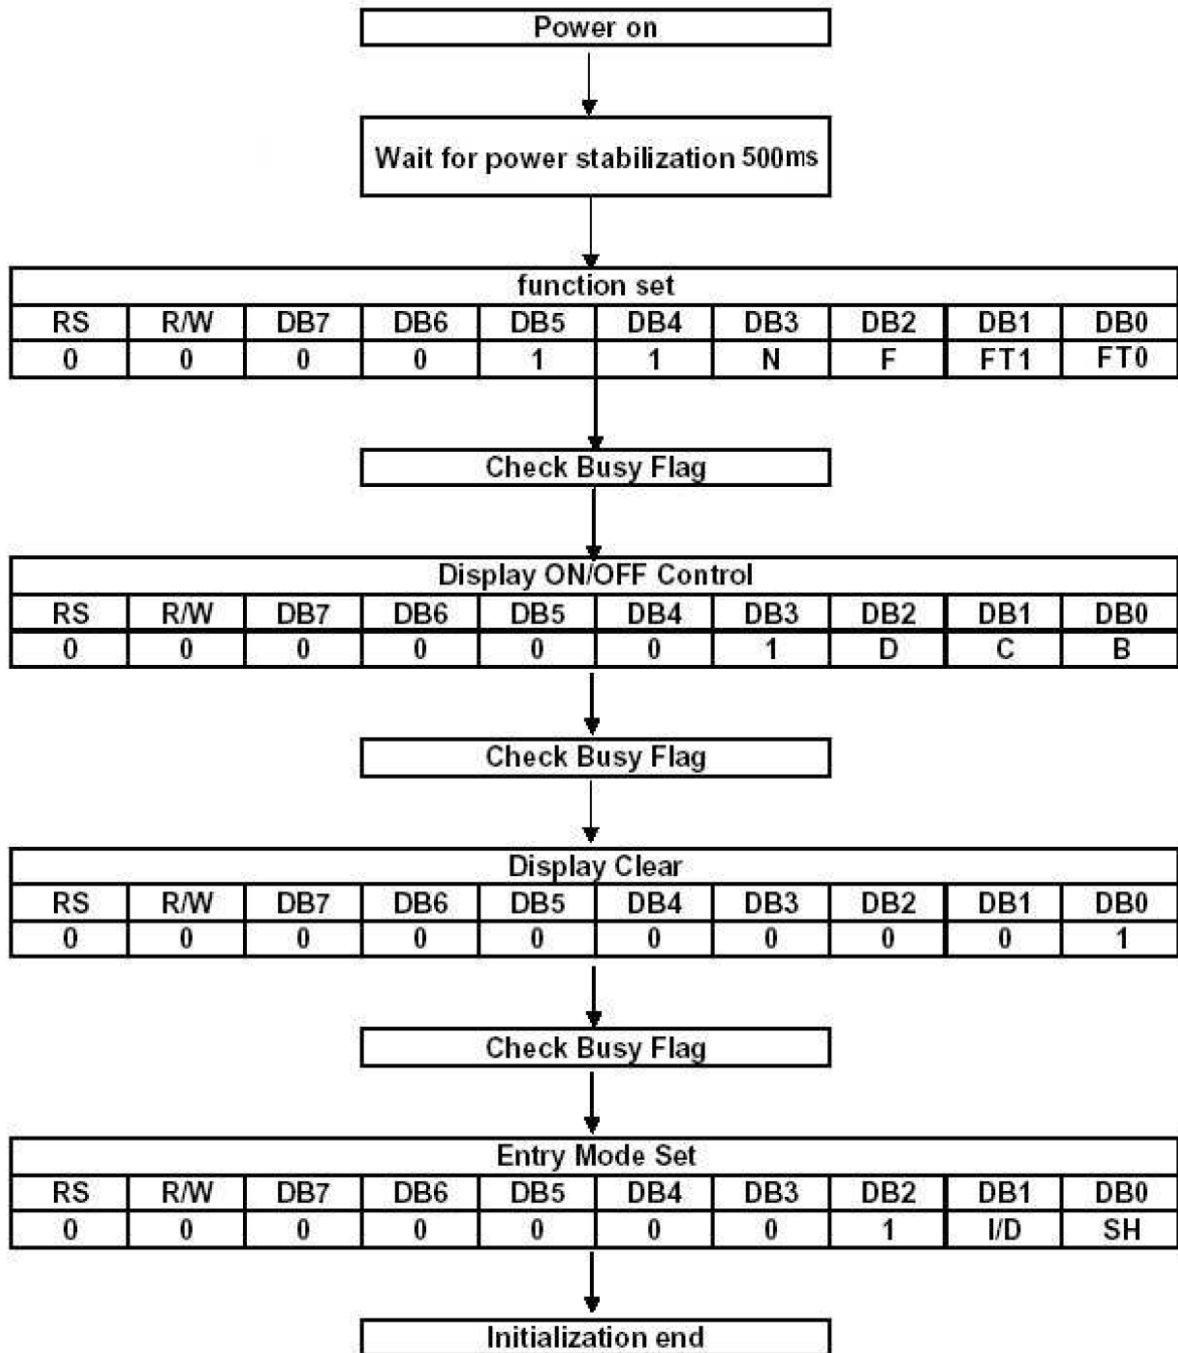 Power on
Wait for power stabilization 500ms
function set
RS R/W DB7 DB6 DB5 DB4 DB3 DB2 DB1 DB0
0 0 0 0 1 1 N F FT1 FT0
Check Busy Flag
Display ON/OFF Control
RS R/W DB7 DB6 DB5 DB4 DB3 DB2 DB1 DB0
0 0 0 0 0 0 1 D C B
Check Busy Flag
Display Clear
RS R/W DB7 DB6 DB5 DB4 DB3 DB2 DB1 DB0
0 0 0 0 0 0 0 0 0 1
Check Busy Flag
Entry Mode Set
RS R/W DB7 DB6 DB5 DB4 DB3 DB2 DB1 DB0
0 0 0 0 0 0 0 1 I/D SH
Initialization end